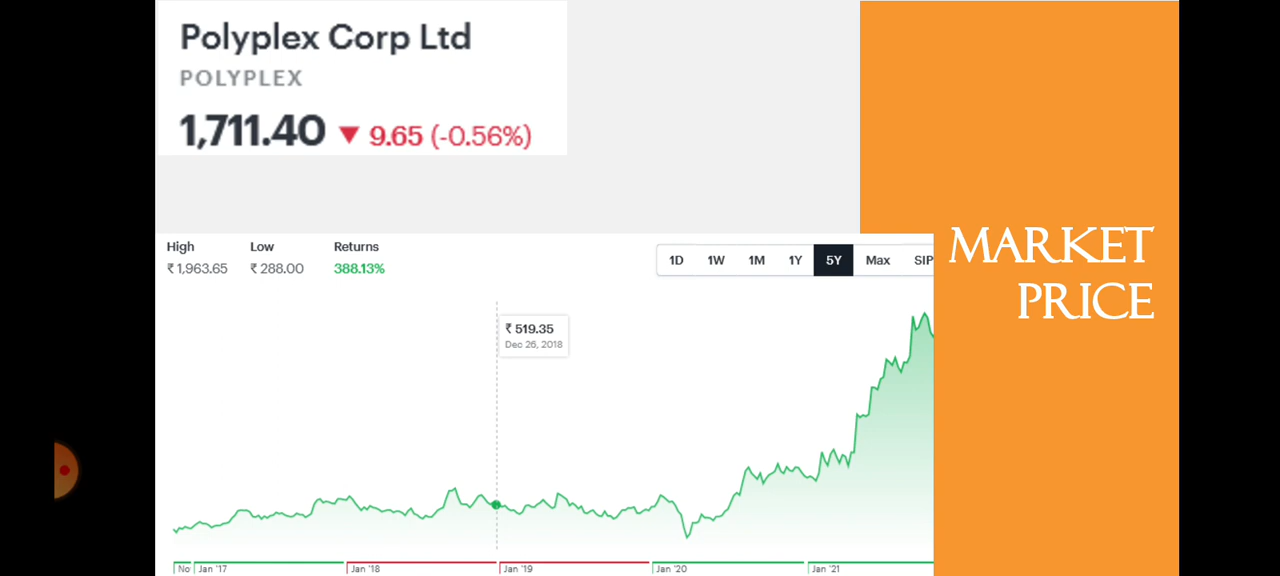 Polyplex Corp Ltd
POLYPLEX
1,711.40 ▼ 9.65 (-0.56%)
High Low Returns
₹ 1,963.65 ₹ 288.00 388.13%
1D 1W 1M 1Y 5Y Max SIP
MARKET
PRICE
₹ 519.35
Dec 26, 2018
No Jan '17 Jan '18 Jan '19 Jan '20 Jan '21